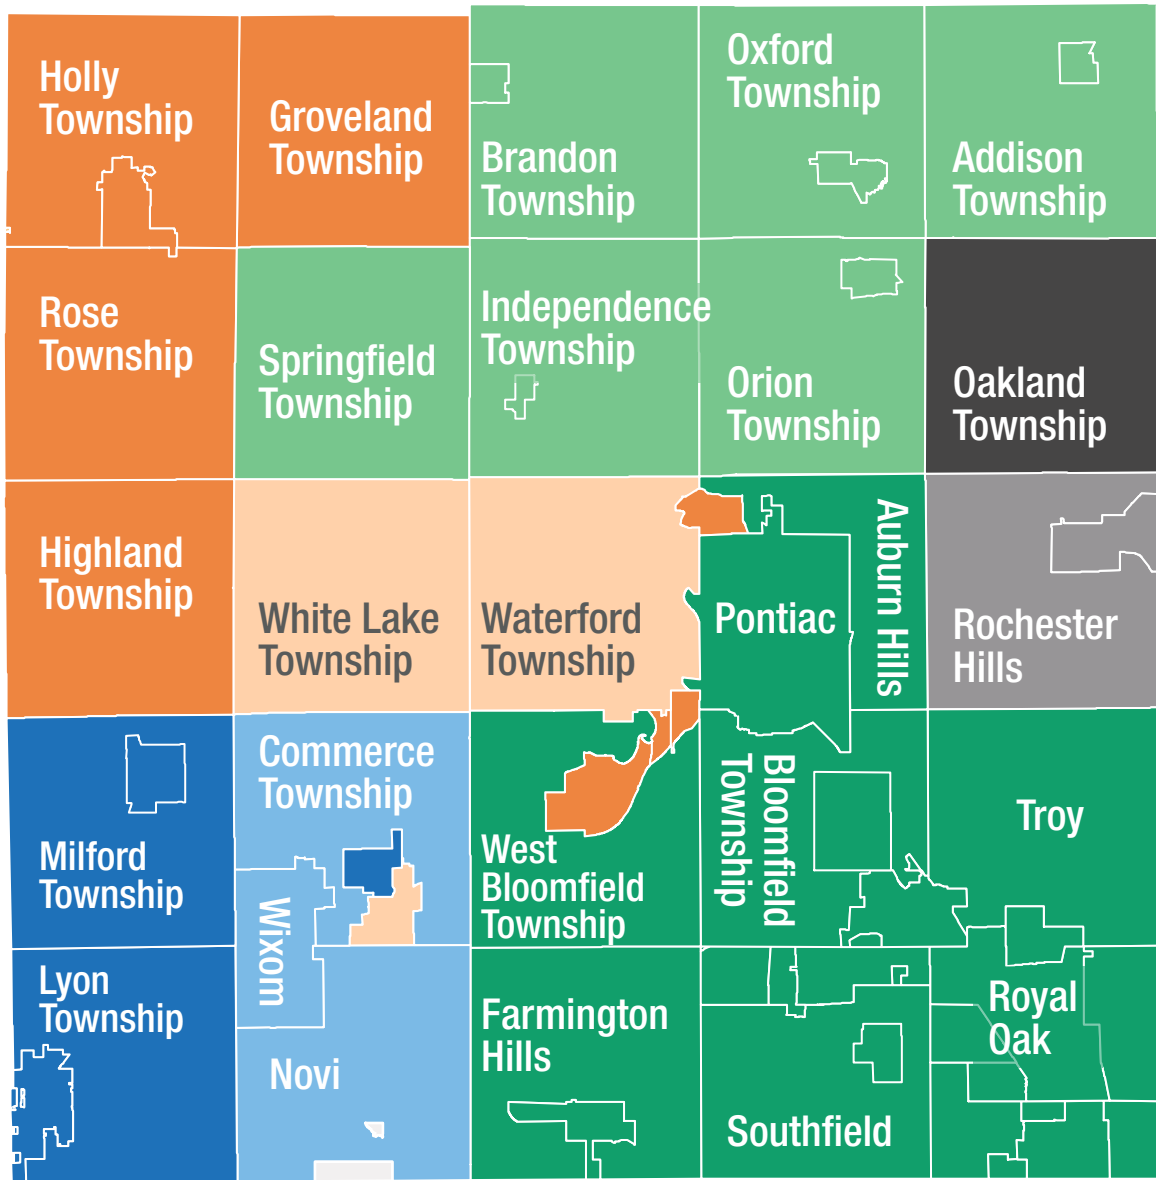 Holly
Township
Groveland
Township
Brandon
Township
Oxford
Township
Addison
Township
Rose
Township
Springfield
Township
Independence
Township
Orion
Township
Oakland
Township
Highland
Township
White Lake
Township
Waterford
Township
Pontiac
Auburn Hills
Rochester
Hills
Milford
Township
Commerce
Township
Wixom
West
Bloomfield
Township
Bloomfield
Township
Troy
Lyon
Township
Novi
Farmington
Hills
Southfield
Royal
Oak